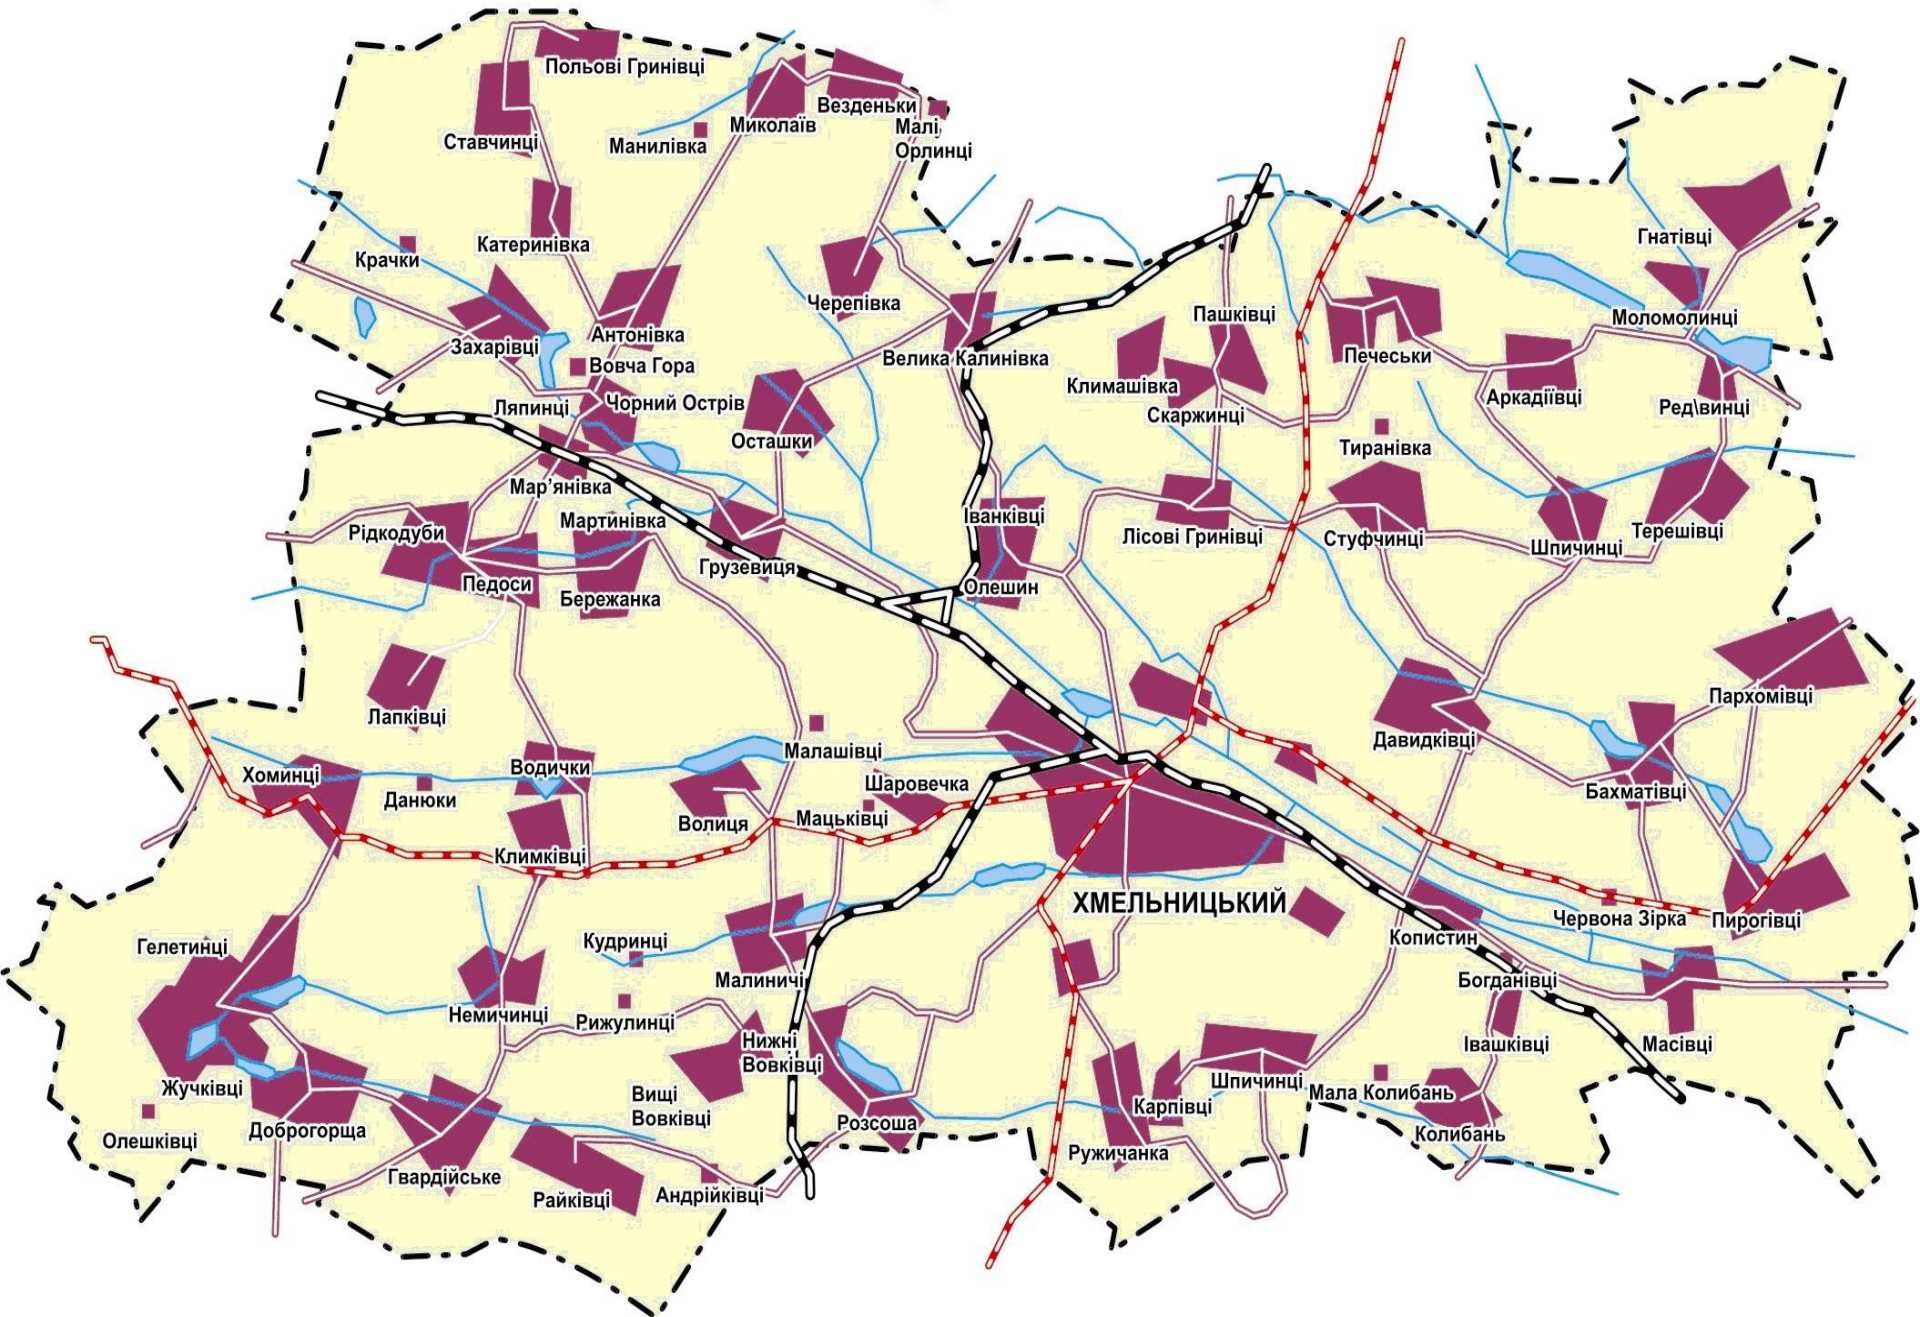 Польові Гринівці
Ставчинці
Манилівка
Миколаїв
Везденьки
Малі
Орлинці
Крачки
Катеринівка
Гнатівці
Черепівка
Захарівці
Антонівка
Вовча Гора
Пашківці
Моломолинці
Велика Калинівка
Печеськи
Климашівка
Скаржинці
Аркадіївці
Ред\винці
Ляпинці
Чорний Острів
Осташки
Тиранівка
Мар’янівка
Мартинівка
Рідкодуби
Іванківці
Лісові Гринівці
Стуфчинці
Шпичинці
Терешівці
Грузевиця
Педоси
Бережанка
Олешин
Лапківці
Пархомівці
Малашівці
Давидківці
Хоминці
Водички
Данюки
Шаровечка
Бахматівці
Волиця
Мацьківці
Климківці
ХМЕЛЬНИЦЬКИЙ
Червона Зірка
Пирогівці
Гелетинці
Кудринці
Копистин
Малиничі
Богданівці
Немичинці
Рижулинці
Нижні
Вовківці
Івашківці
Масівці
Жучківці
Вищі
Вовківці
Шпичинці
Мала Колибань
Карпівці
Олешківці
Доброгорща
Розсоша
Колибань
Ружичанка
Гвардійське
Райківці
Андрійківці